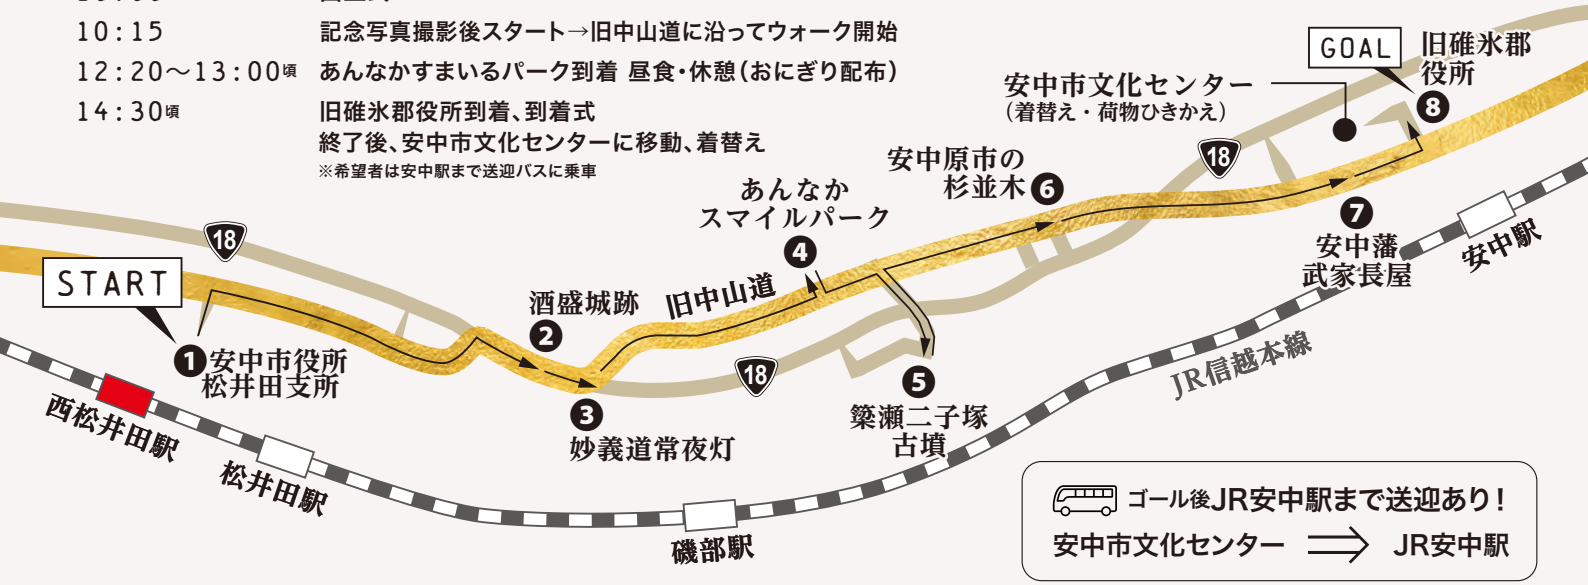 10:15 記念写真撮影後スタート→旧中山道に沿ってウォーク開始
12:20〜13:00頃 あんなかすまいるパーク到着 昼食・休憩（おにぎり配布）
14:30頃 旧碓氷郡役所到着、到着式
終了後、安中市文化センターに移動、着替え
※希望者は安中駅まで送迎バスに乗車
GOAL
旧碓氷郡
役所
8
安中市文化センター
（着替え・荷物ひきかえ）
18
安中原市の
杉並木 6
あんなか
スマイルパーク
4
7
安中藩
武家長屋
安中駅
18
START
酒盛城跡
2
旧中山道
1 安中市役所
松井田支所
18
5
簗瀬二子塚
古墳
JR信越本線
3
妙義道常夜灯
西松井田駅
松井田駅
磯部駅
ゴール後JR安中駅まで送迎あり！
安中市文化センター ⇒ JR安中駅